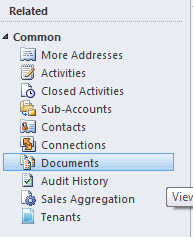 Related
Common
More Addresses
Activities
Closed Activities
Sub-Accounts
Contacts
Connections
Documents
Audit History
View
Sales Aggregation
Tenants